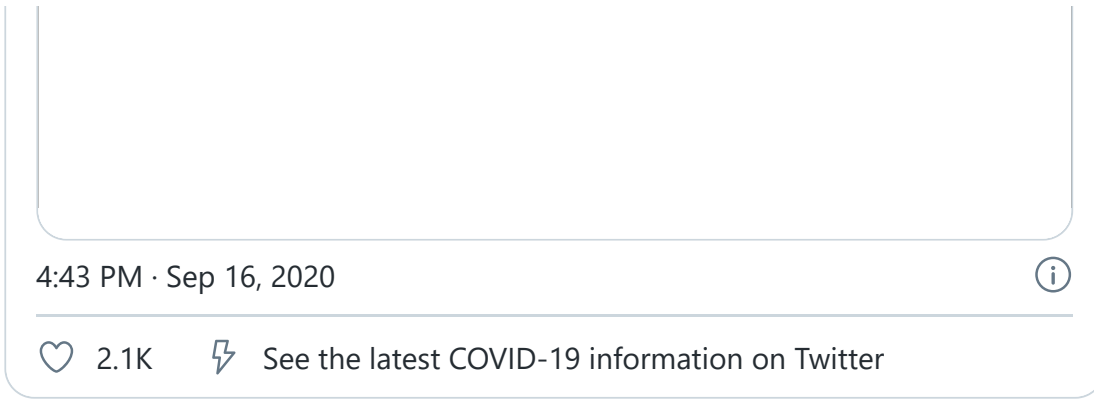 4:43 PM · Sep 16, 2020
2.1K See the latest COVID-19 information on Twitter